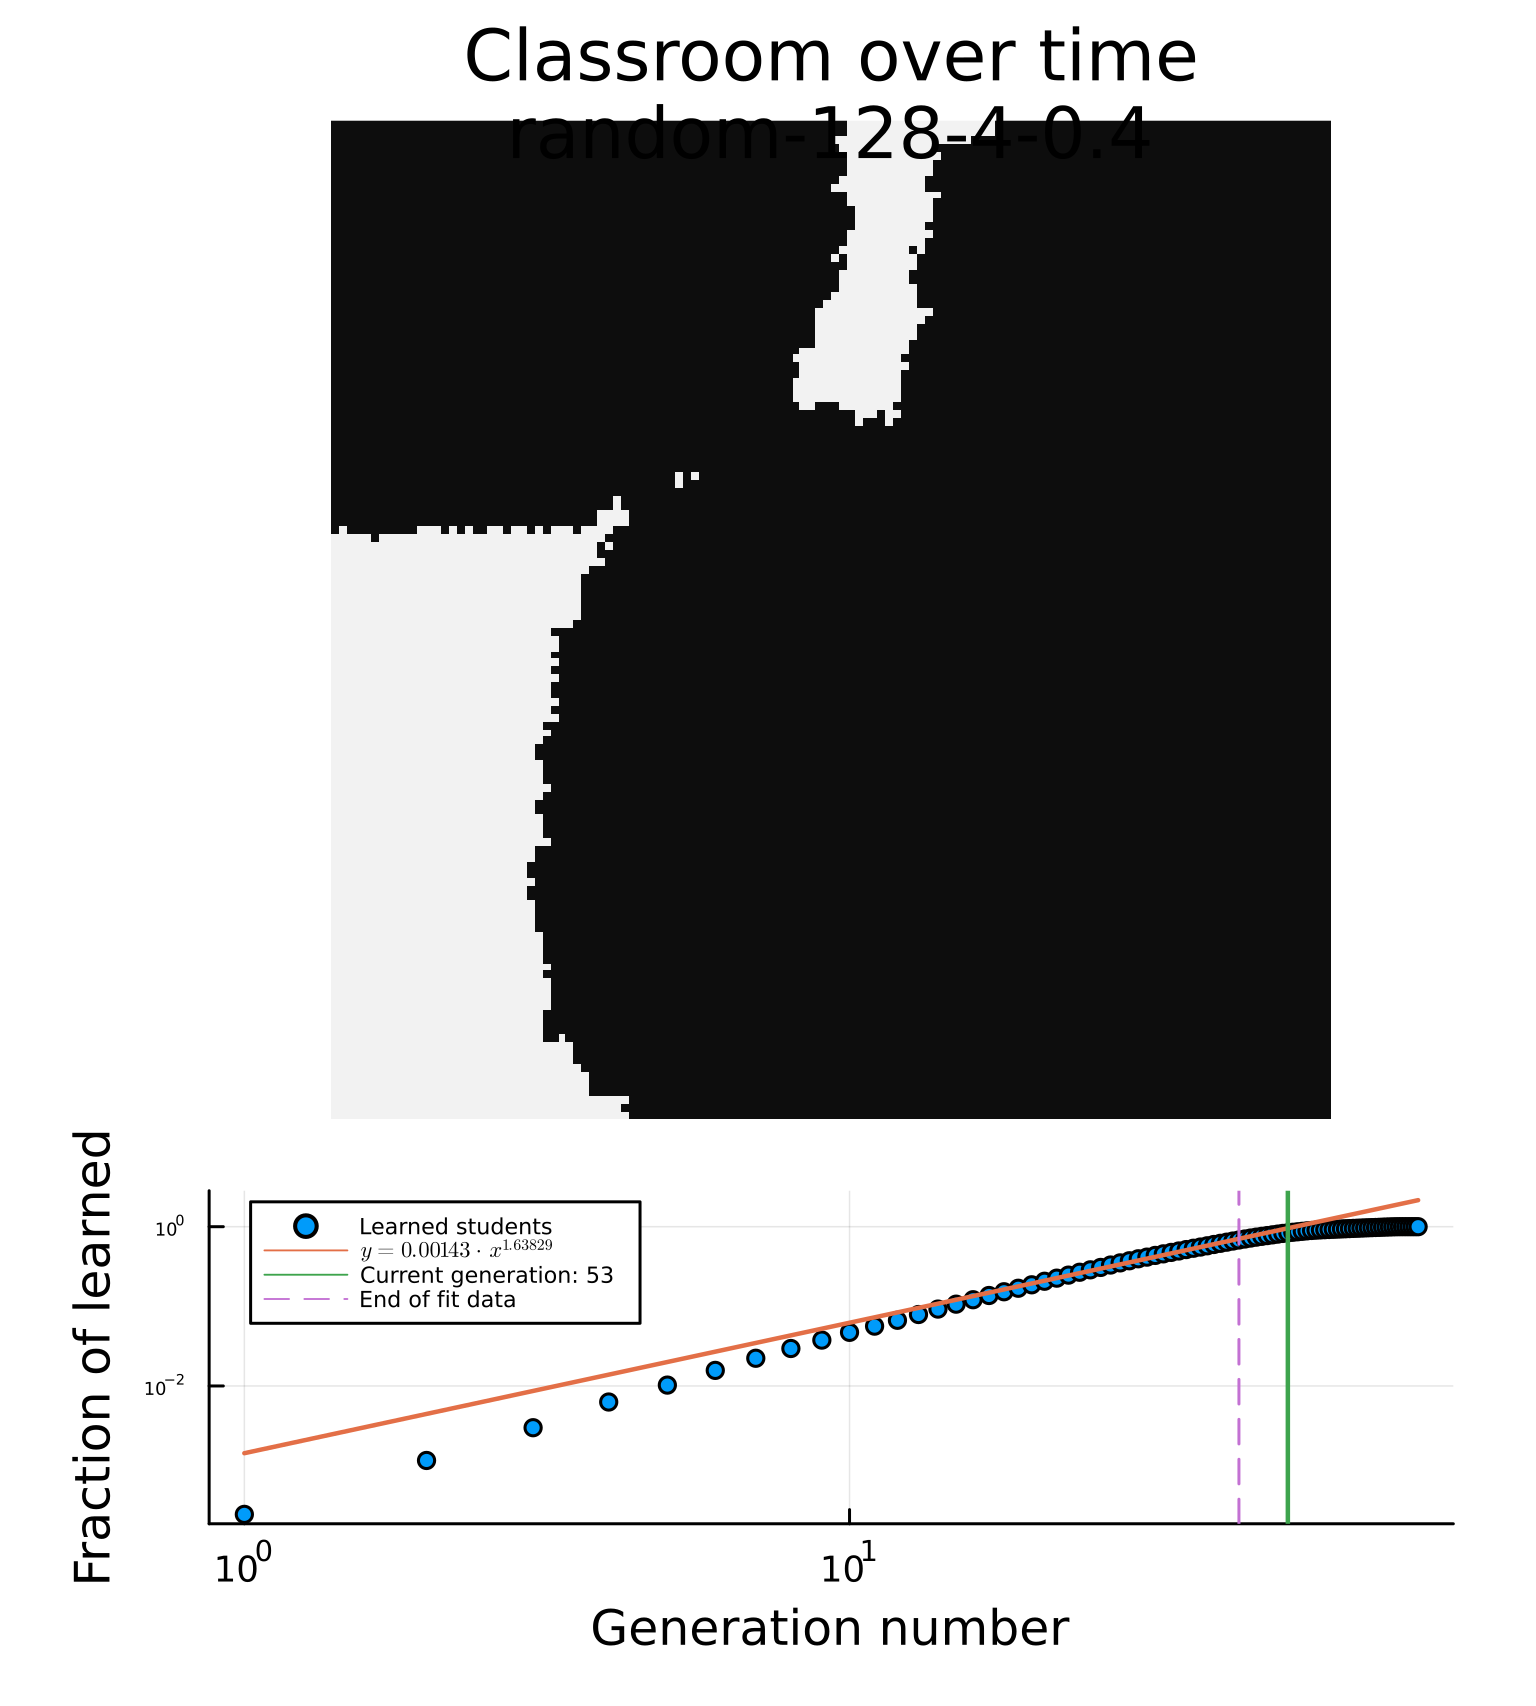 Classroom over time
random-128-4-0.4
Fraction of learned
10⁰
10⁻²
Learned students
y = 0.00143 · x^1.63829
Current generation: 53
End of fit data
10⁰
10¹
Generation number